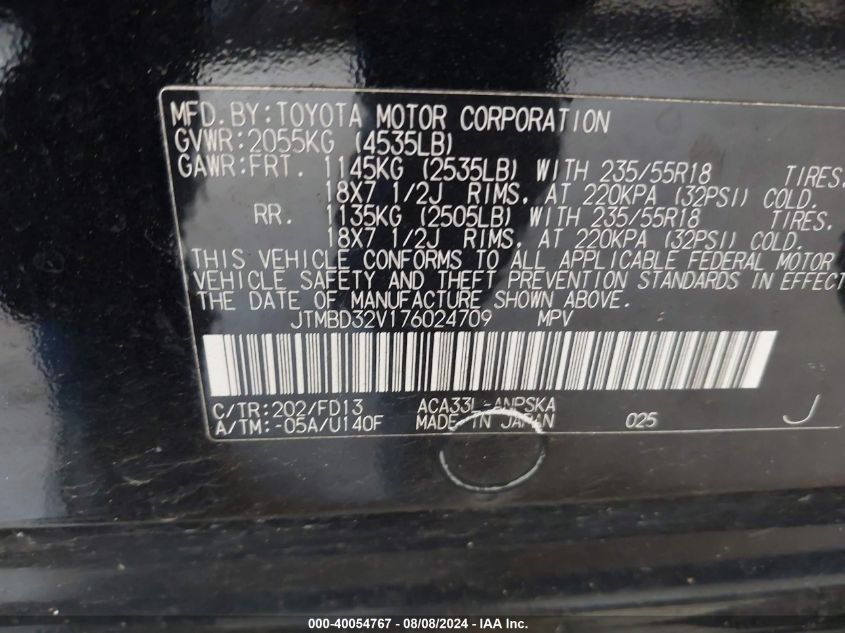 MFD.BY:TOYOTA MOTOR CORPORATION
GVWR:2055KG (4535LB)
GAWR:FRT. 1145KG (2535LB) WITH 235/55R18 TIRES,
18X7 1/2J RIMS, AT 220KPA (32PSI) COLD.
RR. 1135KG (2505LB) WITH 235/55R18 TIRES,
18X7 1/2J RIMS, AT 220KPA (32PSI) COLD.
THIS VEHICLE CONFORMS TO ALL APPLICABLE FEDERAL MOTOR
VEHICLE SAFETY AND THEFT PREVENTION STANDARDS IN EFFECT
THE DATE OF MANUFACTURE SHOWN ABOVE.
JTMBD32V176024709 MPV
C/TR:202/FD13 ACA33L-ANPSKA
A/TM:-05A/U140F MADE IN JAPAN 025 J
000-40054767 - 08/08/2024 - IAA Inc.